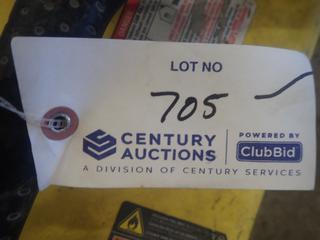 LOT NO
705
CENTURY AUCTIONS
POWERED BY
ClubBid
A DIVISION OF CENTURY SERVICES